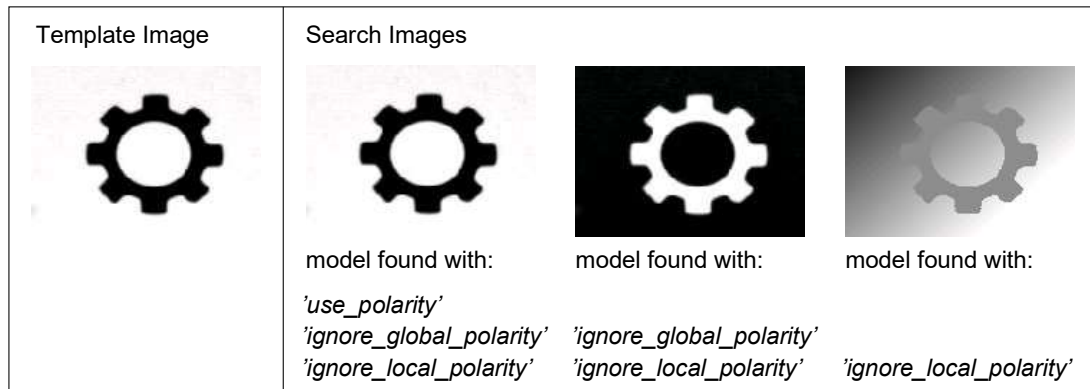 Template Image
Search Images
model found with:
'use_polarity'
'ignore_global_polarity'
'ignore_local_polarity'
model found with:
'ignore_global_polarity'
'ignore_local_polarity'
model found with:
'ignore_local_polarity'